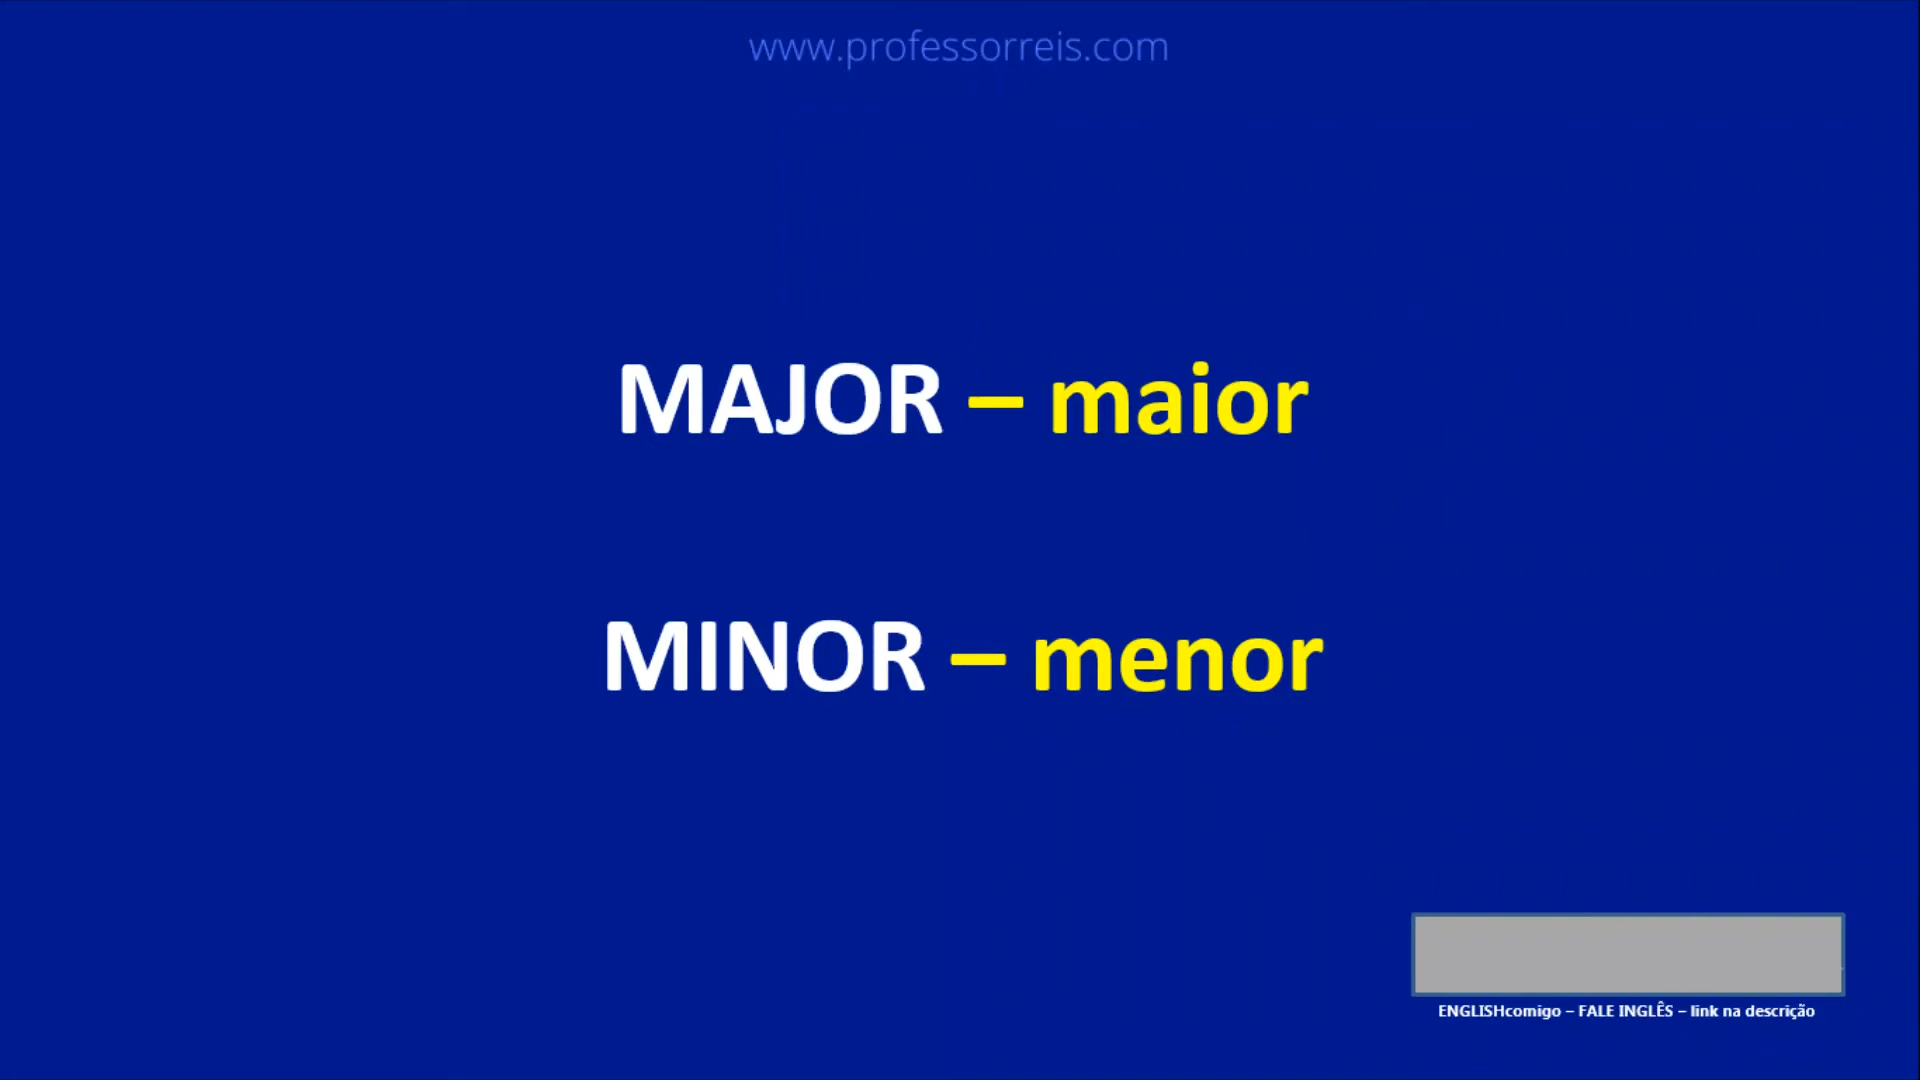 www.professorreis.com
MAJOR – maior
MINOR – menor
ENGLISHcomigo – FALE INGLÊS – link na descrição